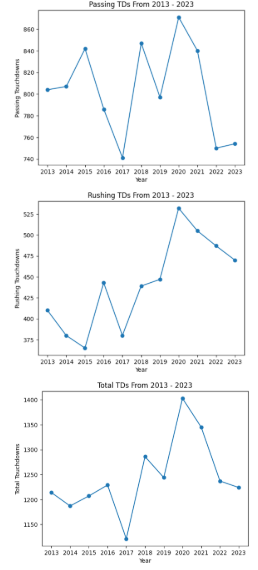 Passing TDs From 2013 - 2023
860
840
820
800
780
760
740
Passing Touchdowns
2013 2014 2015 2016 2017 2018 2019 2020 2021 2022 2023
Year
Rushing TDs From 2013 - 2023
525
500
475
450
425
400
375
Rushing Touchdowns
2013 2014 2015 2016 2017 2018 2019 2020 2021 2022 2023
Year
Total TDs From 2013 - 2023
1400
1350
1300
1250
1200
1150
Total Touchdowns
2013 2014 2015 2016 2017 2018 2019 2020 2021 2022 2023
Year